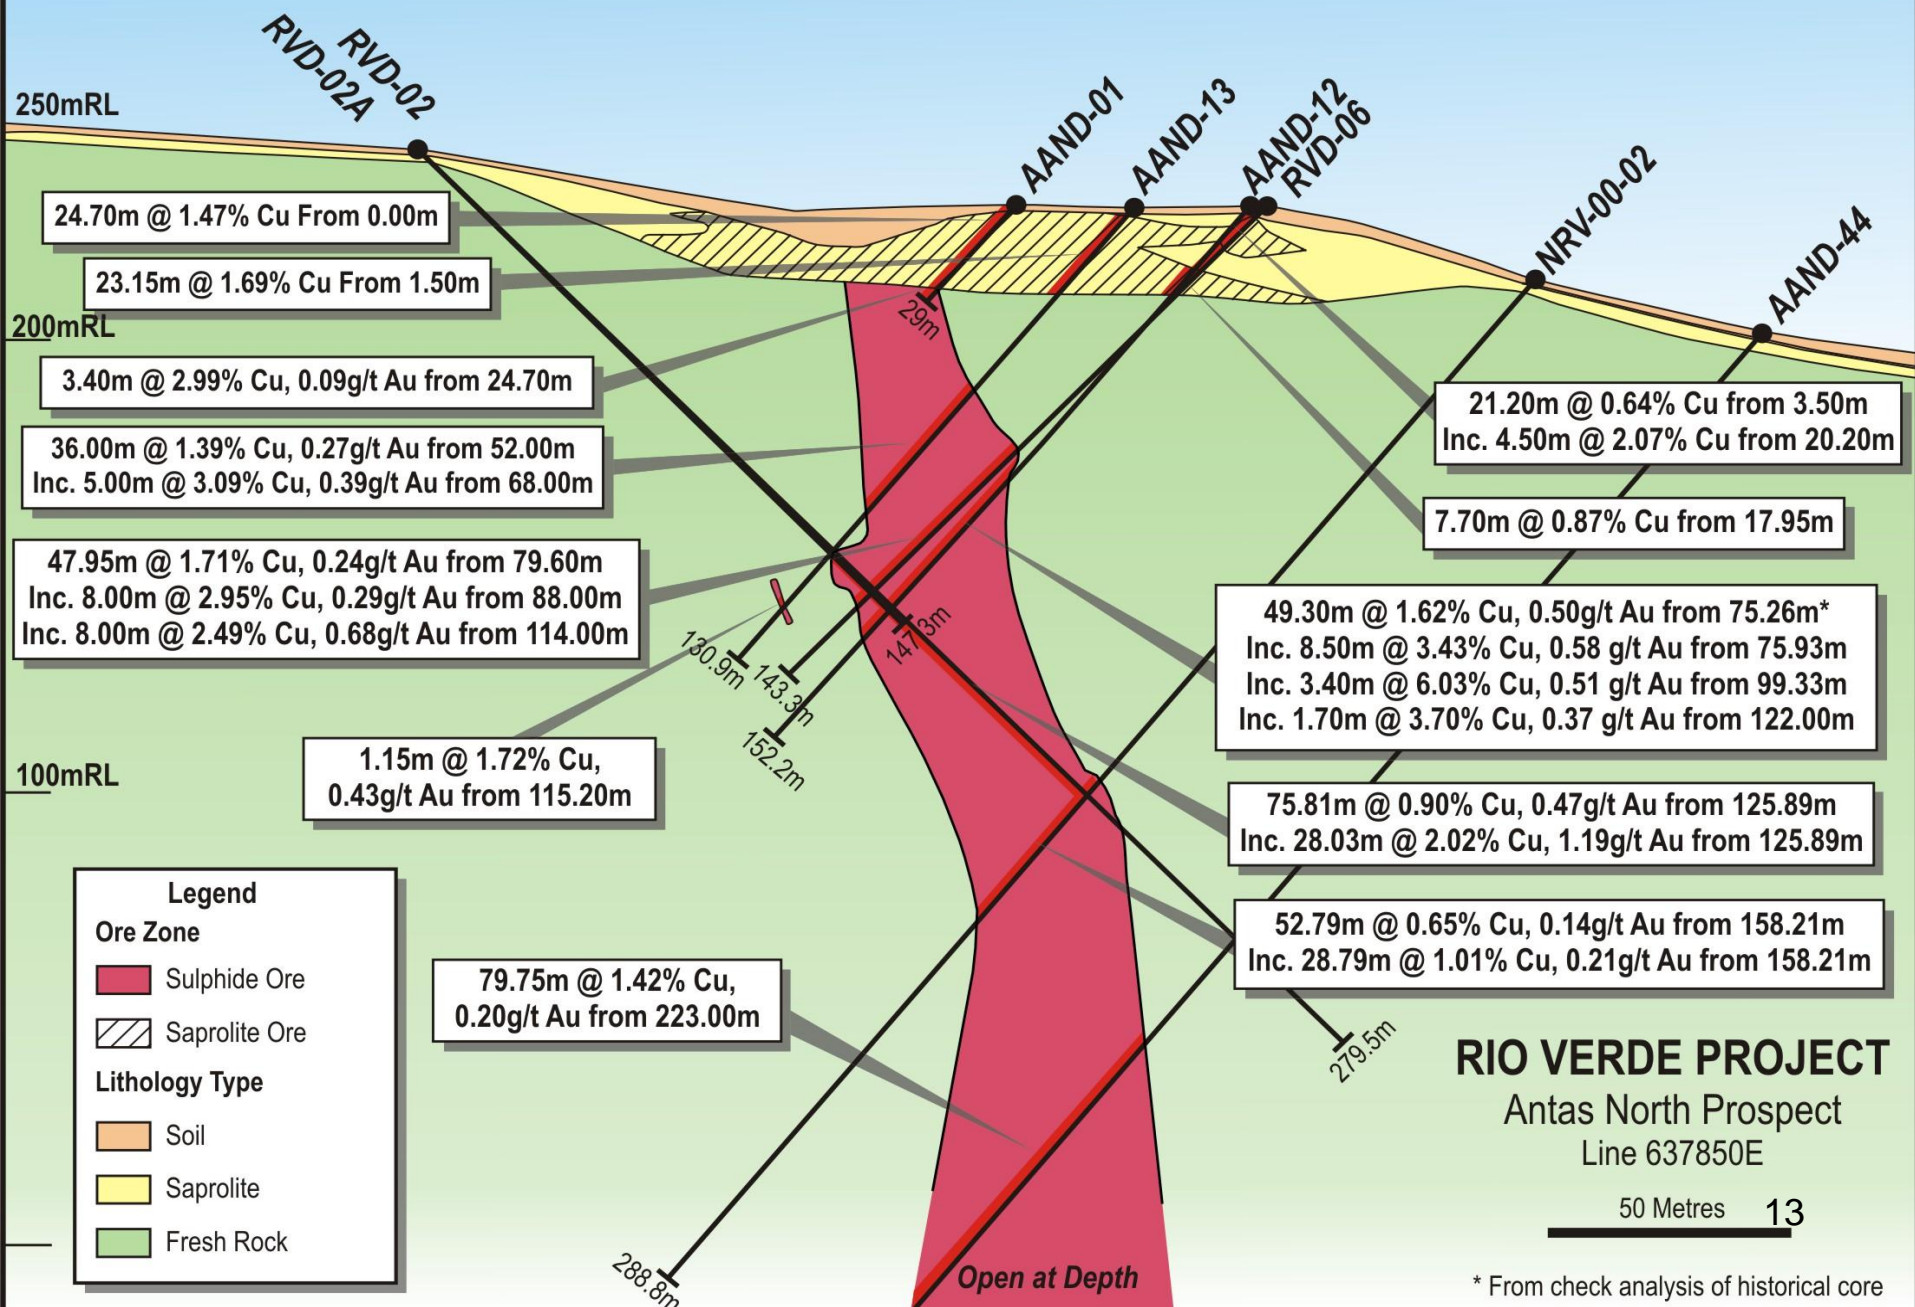 RVD-02A
RVD-02
AAND-01
AAND-13
AAND-12
RVD-06
NRV-00-02
AAND-44
250mRL
200mRL
100mRL
24.70m @ 1.47% Cu From 0.00m
23.15m @ 1.69% Cu From 1.50m
3.40m @ 2.99% Cu, 0.09g/t Au from 24.70m
36.00m @ 1.39% Cu, 0.27g/t Au from 52.00m
Inc. 5.00m @ 3.09% Cu, 0.39g/t Au from 68.00m
47.95m @ 1.71% Cu, 0.24g/t Au from 79.60m
Inc. 8.00m @ 2.95% Cu, 0.29g/t Au from 88.00m
Inc. 8.00m @ 2.49% Cu, 0.68g/t Au from 114.00m
1.15m @ 1.72% Cu,
0.43g/t Au from 115.20m
79.75m @ 1.42% Cu,
0.20g/t Au from 223.00m
29m
130.9m
143.3m
152.2m
147.3m
279.5m
288.8m
21.20m @ 0.64% Cu from 3.50m
Inc. 4.50m @ 2.07% Cu from 20.20m
7.70m @ 0.87% Cu from 17.95m
49.30m @ 1.62% Cu, 0.50g/t Au from 75.26m*
Inc. 8.50m @ 3.43% Cu, 0.58 g/t Au from 75.93m
Inc. 3.40m @ 6.03% Cu, 0.51 g/t Au from 99.33m
Inc. 1.70m @ 3.70% Cu, 0.37 g/t Au from 122.00m
75.81m @ 0.90% Cu, 0.47g/t Au from 125.89m
Inc. 28.03m @ 2.02% Cu, 1.19g/t Au from 125.89m
52.79m @ 0.65% Cu, 0.14g/t Au from 158.21m
Inc. 28.79m @ 1.01% Cu, 0.21g/t Au from 158.21m
Legend
Ore Zone
Sulphide Ore
Saprolite Ore
Lithology Type
Soil
Saprolite
Fresh Rock
Open at Depth
RIO VERDE PROJECT
Antas North Prospect
Line 637850E
50 Metres
13
* From check analysis of historical core